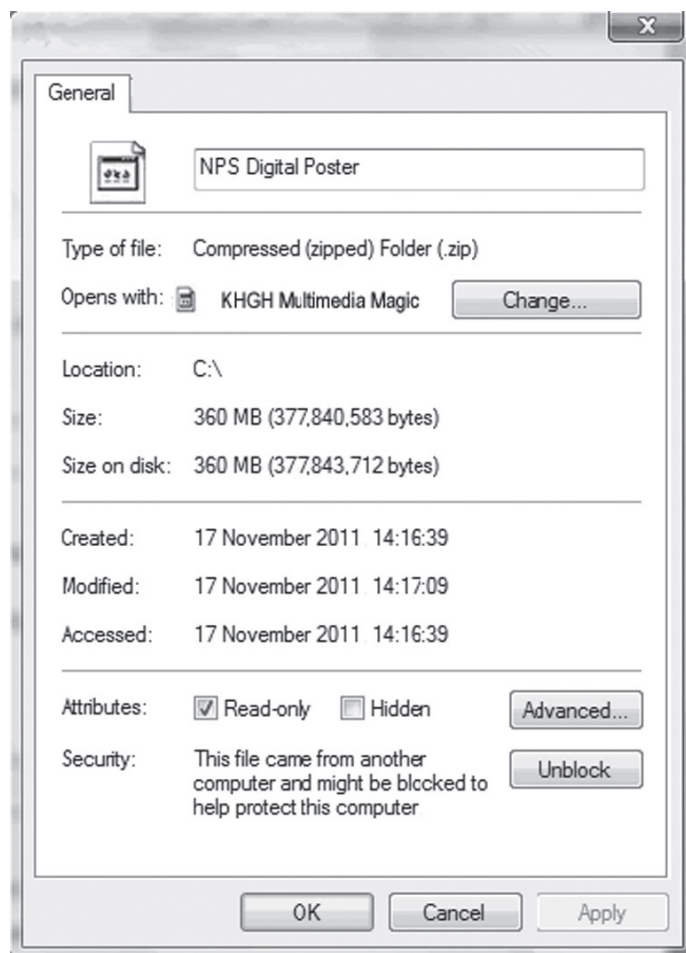 X
General
NPS Digital Poster
Type of file: Compressed (zipped) Folder (.zip)
Opens with: KHGH Multimedia Magic Change...
Location: C:\
Size: 360 MB (377,840,583 bytes)
Size on disk: 360 MB (377,843,712 bytes)
Created: 17 November 2011 14:16:39
Modified: 17 November 2011 14:17:09
Accessed: 17 November 2011 14:16:39
Attributes: Read-only Hidden Advanced...
Security: This file came from another
computer and might be blocked to Unblock
help protect this computer
OK Cancel Apply